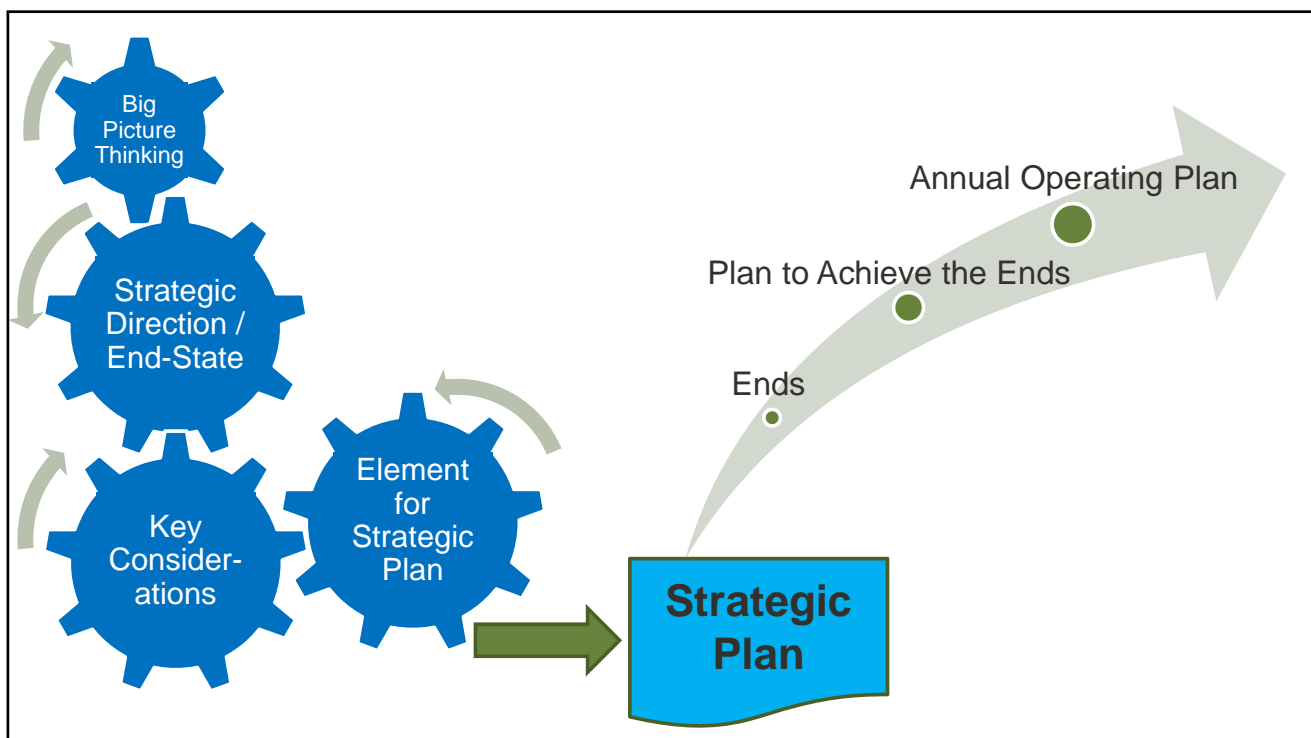 Big
Picture
Thinking
Strategic
Direction /
End-State
Key
Consider-
ations
Element
for
Strategic
Plan
Strategic
Plan
Ends
Plan to Achieve the Ends
Annual Operating Plan